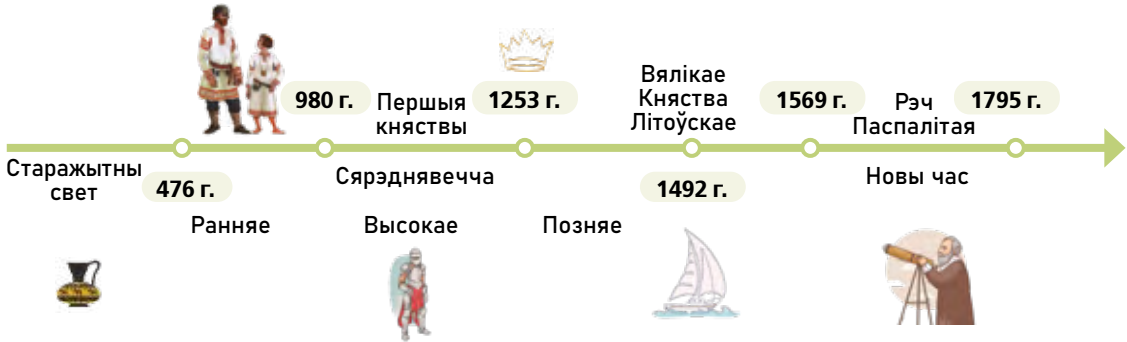 Вялікае
Княства
Літоўскае
980 г.
Першыя
княствы
1253 г.
1569 г.
Рэч
Паспалітая
1795 г.
Старажытны
свет
476 г.
Сярэднявечча
1492 г.
Новы час
Ранняе
Высокае
Позняе